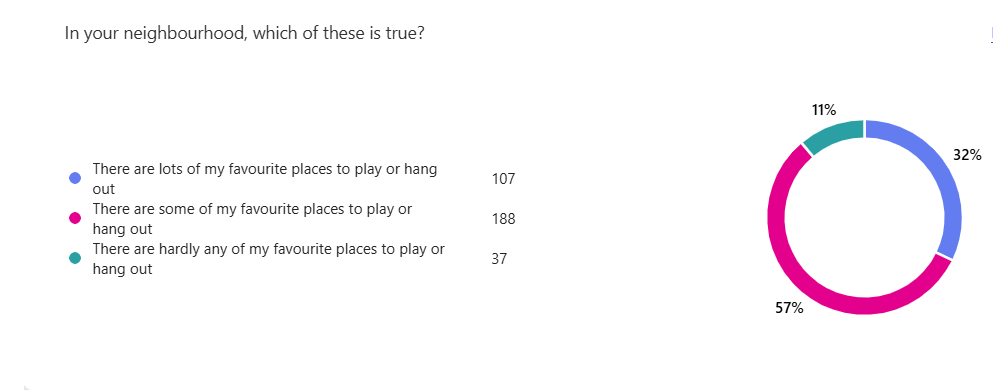 In your neighbourhood, which of these is true?
There are lots of my favourite places to play or hang
out
107
There are some of my favourite places to play or
hang out
188
There are hardly any of my favourite places to play or
hang out
37
11%
32%
57%